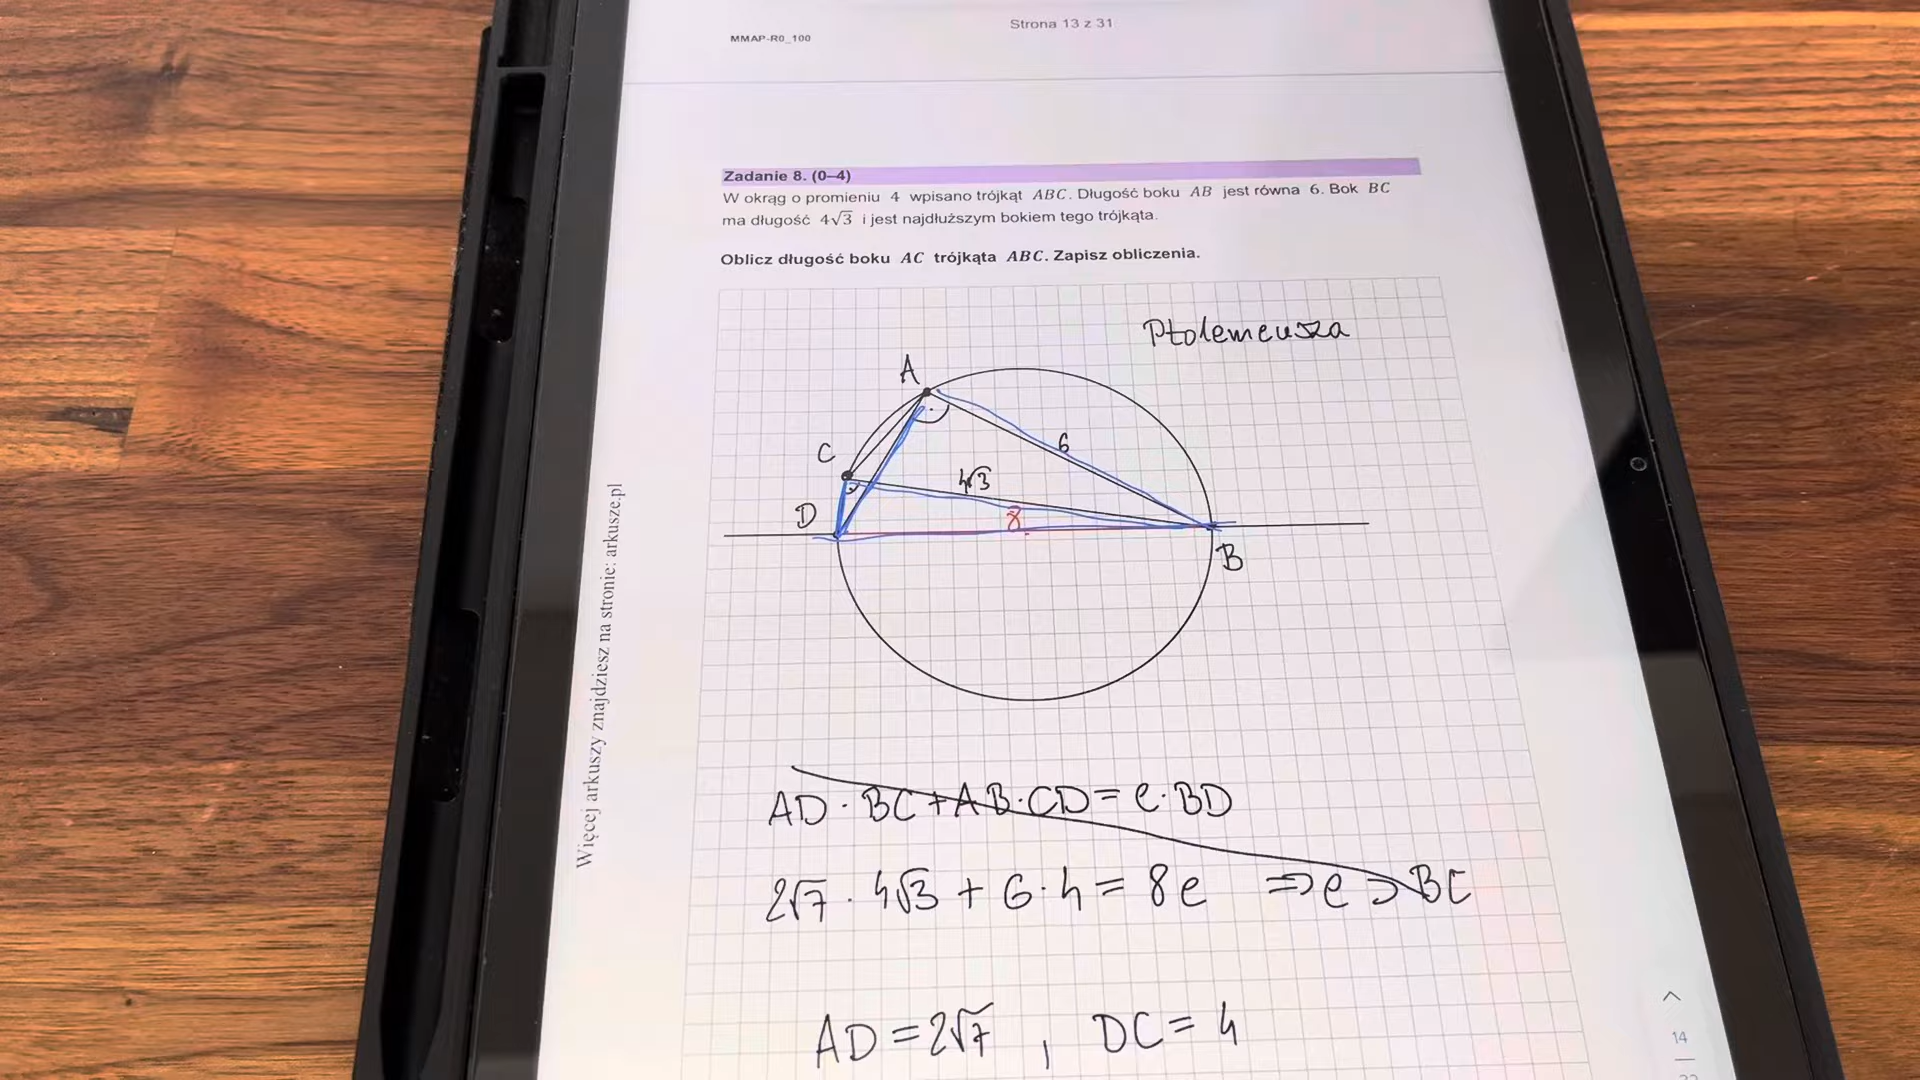 Strona 13 z 31
MMAP-R0_100
Zadanie 8. (0–4)
W okrąg o promieniu 4 wpisano trójkąt ABC. Długość boku AB jest równa 6. Bok BC
ma długość 4√3 i jest najdłuższym bokiem tego trójkąta.
Oblicz długość boku AC trójkąta ABC. Zapisz obliczenia.
Ptolemeusza
A
6
C
4√3
D
8
B
Więcej arkuszy znajdziesz na stronie: arkusze.pl
AD · BC + AB · CD = e · BD
2√7 · 4√3 + 6 · 4 = 8e ⇒ e > BC
AD = 2√7 , DC = 4
14